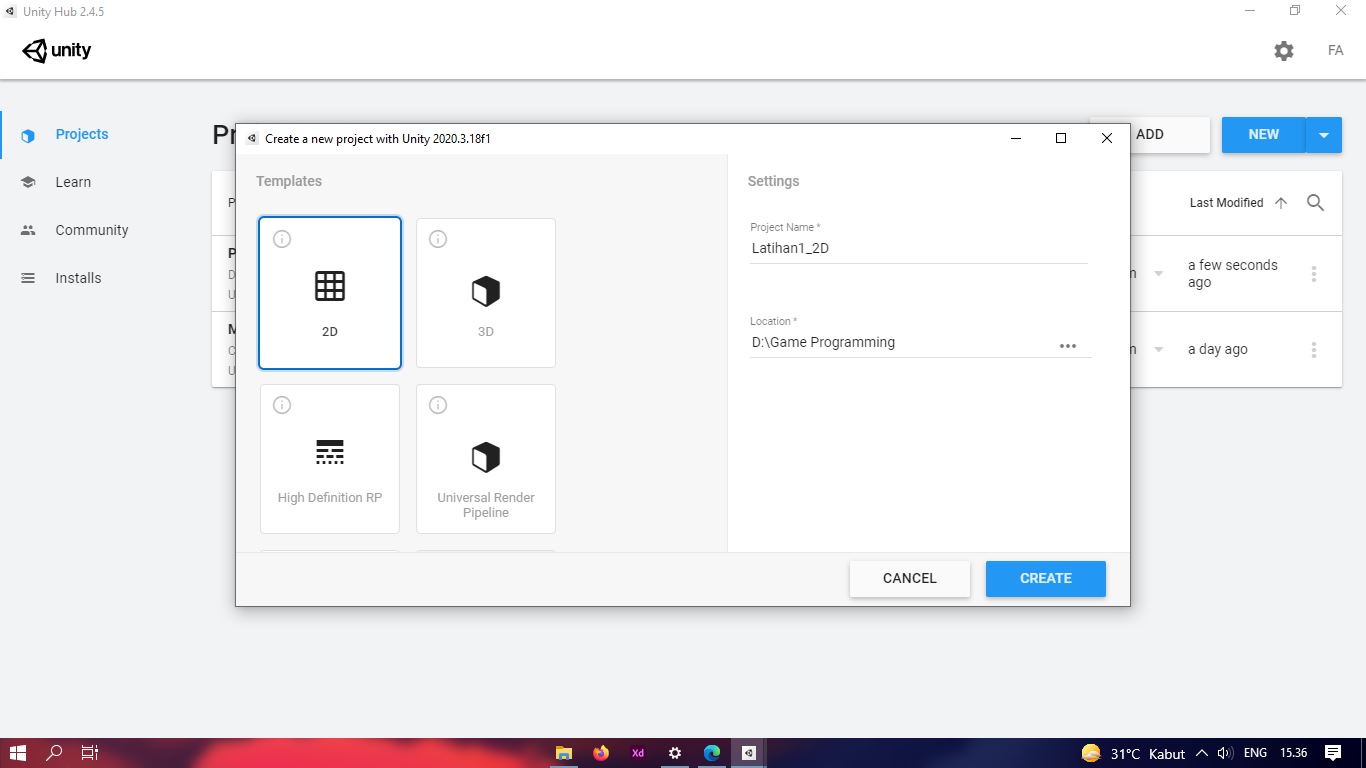 Unity Hub 2.4.5
unity
FA
Projects
Learn
Community
Installs
ADD
NEW
Last Modified
a few seconds
ago
a day ago
Create a new project with Unity 2020.3.18f1
Templates
2D
3D
High Definition RP
Universal Render
Pipeline
Settings
Project Name *
Latihan1_2D
Location *
D:\Game Programming
CANCEL
CREATE
Xd
31°C Kabut
ENG
15.36